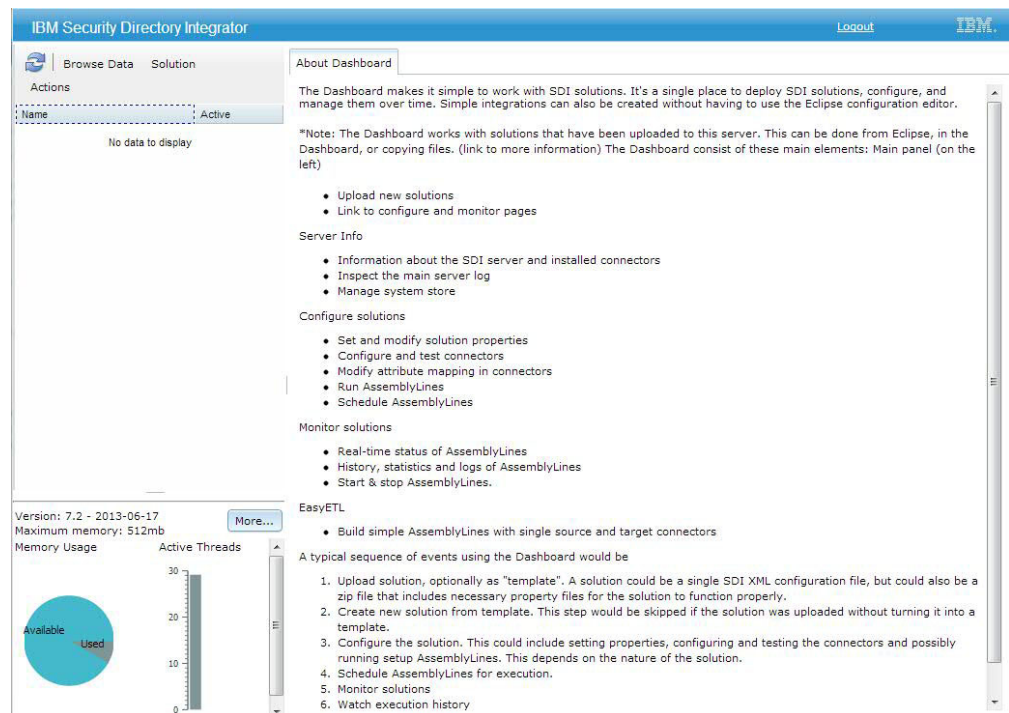 IBM Security Directory Integrator
Logout
IBM.
Browse Data Solution
Actions
Name Active
No data to display
About Dashboard
The Dashboard makes it simple to work with SDI solutions. It's a single place to deploy SDI solutions, configure, and
manage them over time. Simple integrations can also be created without having to use the Eclipse configuration editor.
*Note: The Dashboard works with solutions that have been uploaded to this server. This can be done from Eclipse, in the
Dashboard, or copying files. (link to more information) The Dashboard consist of these main elements: Main panel (on the
left)
• Upload new solutions
• Link to configure and monitor pages
Server Info
• Information about the SDI server and installed connectors
• Inspect the main server log
• Manage system store
Configure solutions
• Set and modify solution properties
• Configure and test connectors
• Modify attribute mapping in connectors
• Run AssemblyLines
• Schedule AssemblyLines
Monitor solutions
• Real-time status of AssemblyLines
• History, statistics and logs of AssemblyLines
• Start & stop AssemblyLines.
EasyETL
• Build simple AssemblyLines with single source and target connectors
A typical sequence of events using the Dashboard would be
1. Upload solution, optionally as "template". A solution could be a single SDI XML configuration file, but could also be a
zip file that includes necessary property files for the solution to function properly.
2. Create new solution from template. This step would be skipped if the solution was uploaded without turning it into a
template.
3. Configure the solution. This could include setting properties, configuring and testing the connectors and possibly
running setup AssemblyLines. This depends on the nature of the solution.
4. Schedule AssemblyLines for execution.
5. Monitor solutions
6. Watch execution history
Version: 7.2 - 2013-06-17
Maximum memory: 512mb
More...
Memory Usage
Available
Used
Active Threads
30
20
10
0